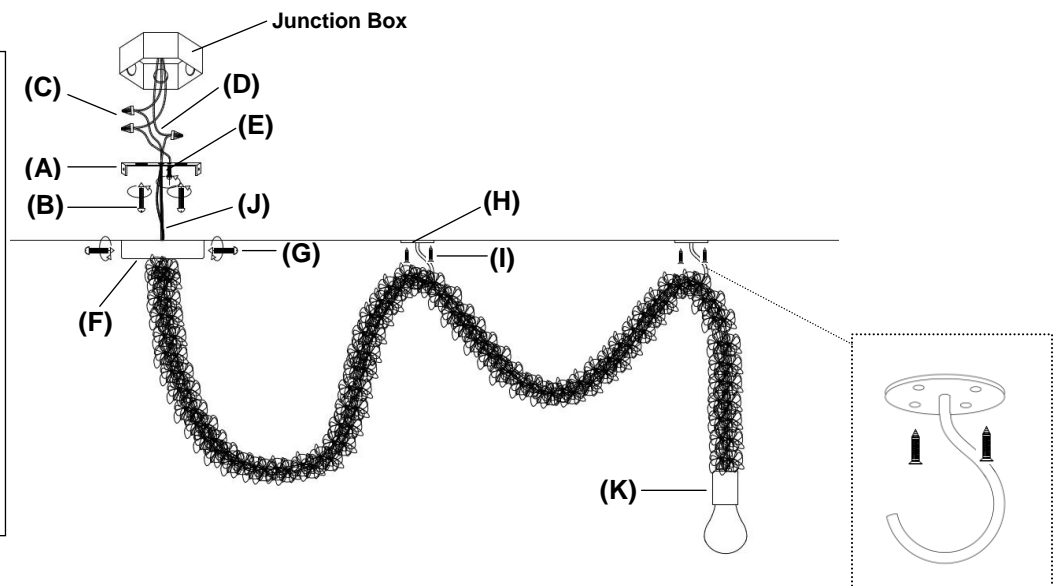 Junction Box
(C)
(D)
(E)
(A)
(B)
(J)
(H)
(G)
(I)
(F)
(K)